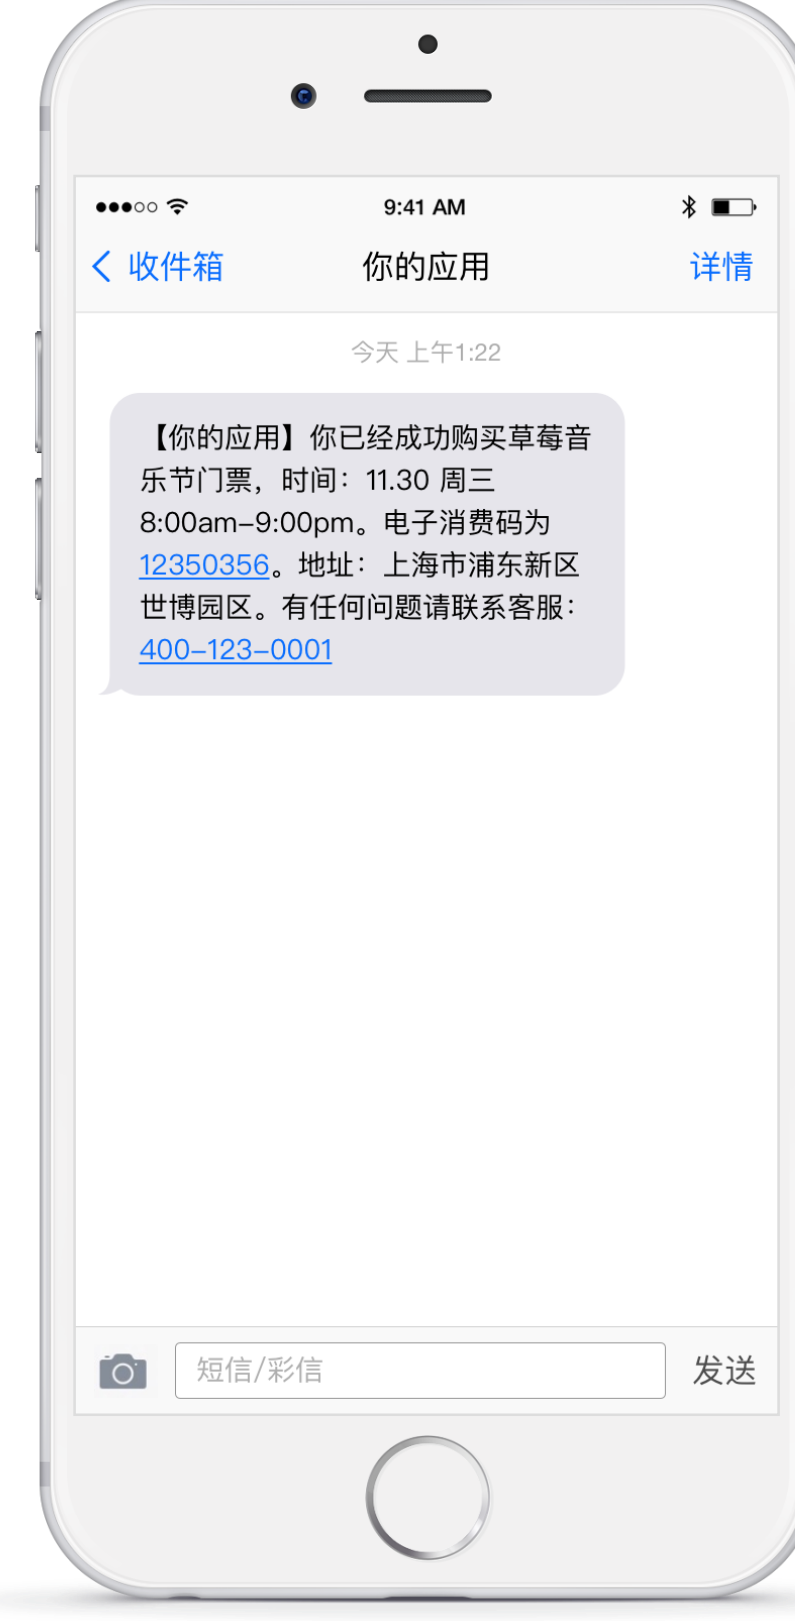 9:41 AM
收件箱
你的应用
详情
今天 上午1:22
【你的应用】你已经成功购买草莓音
乐节门票，时间：11.30 周三
8:00am–9:00pm。电子消费码为
12350356。地址：上海市浦东新区
世博园区。有任何问题请联系客服：
400–123–0001
短信/彩信
发送